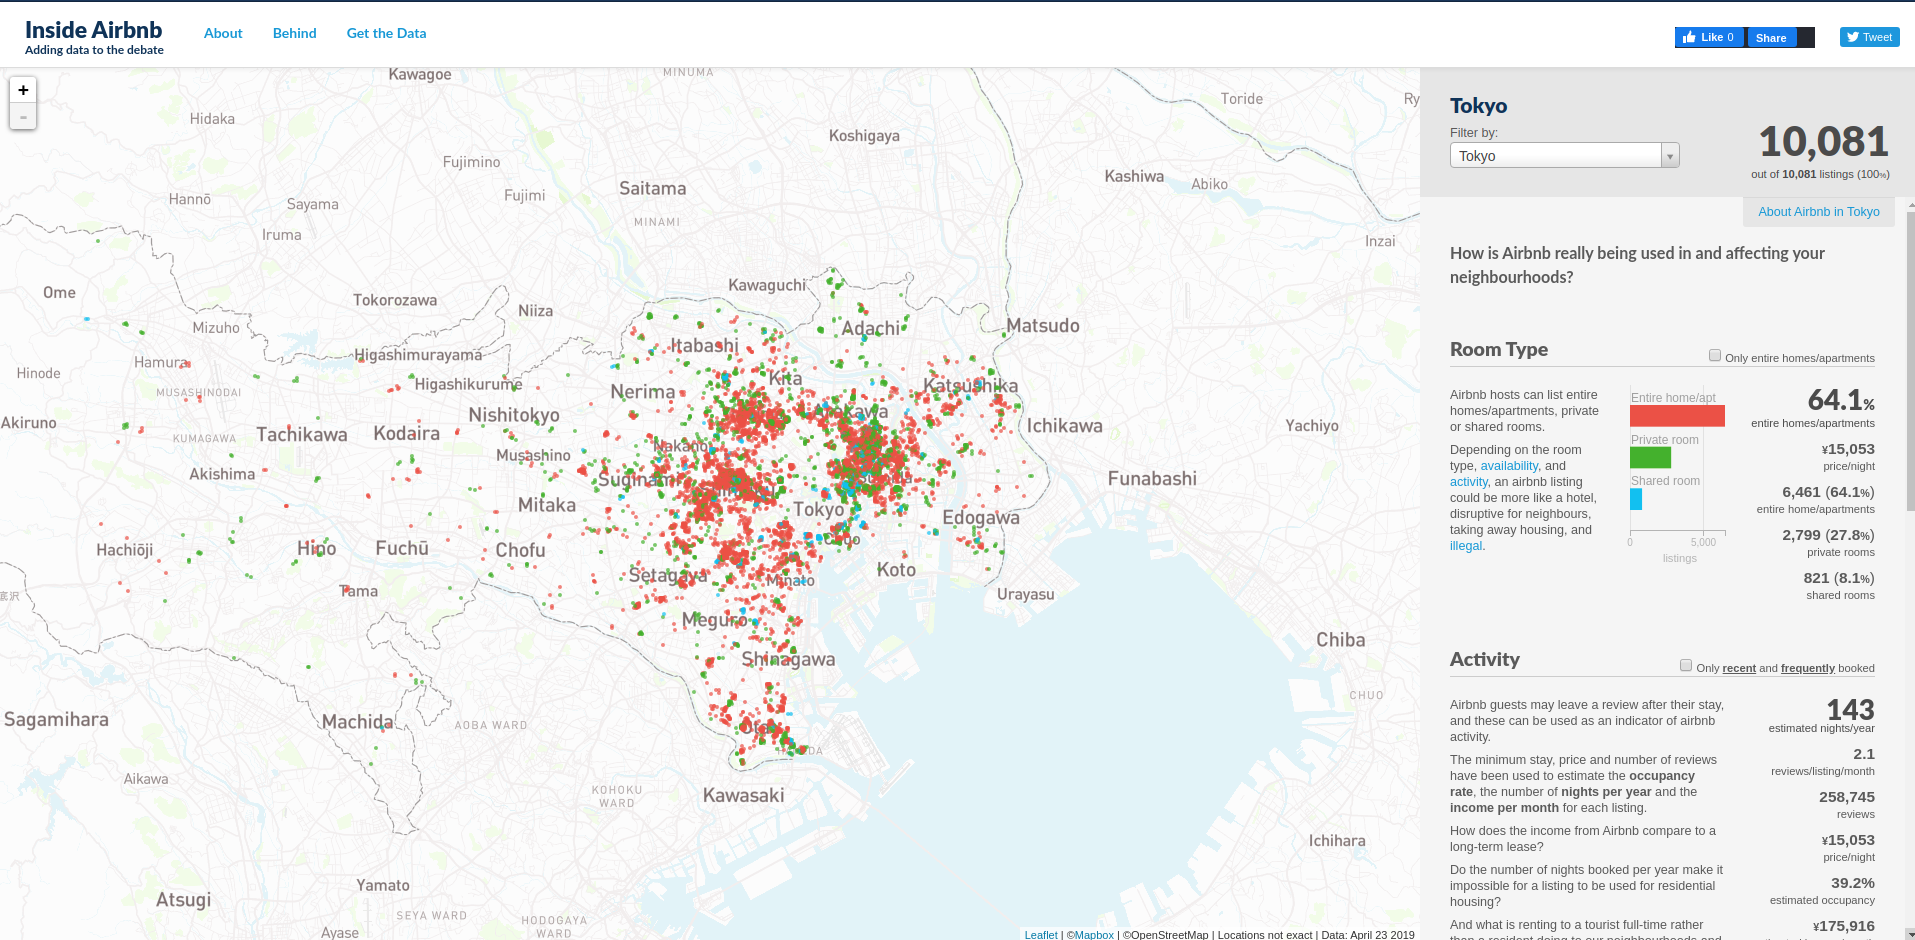 Inside Airbnb
Adding data to the debate
About
Behind
Get the Data
Like 0
Share
Tweet
+
-
Kawagoe
MINUMA
Toride
Ry
Hidaka
Koshigaya
Fujimino
Kashiwa
Abiko
Saitama
Fujimi
Hannō
Sayama
MINAMI
Iruma
Inzai
Kawaguchi
Ome
Tokorozawa
Niiza
Mizuho
Adachi
Matsudo
Itabashi
Higashimurayama
Hamura
Hinode
Kita
Higashikurume
Katsushika
MUSASHINODAI
Nerima
Arakawa
Nishitokyo
Akiruno
Ichikawa
Yachiyo
Tachikawa
Kodaira
KUMAGAWA
Nakano
Musashino
Akishima
Suginami
Sumida
Funabashi
Mitaka
Tokyo
Edogawa
Hachiōji
Hino
Fuchū
Chofu
Chuo
Koto
Setagaya
Minato
Tama
Urayasu
Meguro
Chiba
Shinagawa
CHUO
Sagamihara
Machida
AOBA WARD
Ota
HANEDA
Aikawa
KOHOKU
WARD
Kawasaki
Ichihara
Yamato
Atsugi
SEYA WARD
HODOGAYA
WARD
Ayase
Leaflet | ©Mapbox | ©OpenStreetMap | Locations not exact | Data: April 23 2019
Tokyo
Filter by:
Tokyo
10,081
out of 10,081 listings (100%)
About Airbnb in Tokyo
How is Airbnb really being used in and affecting your
neighbourhoods?
Room Type
Only entire homes/apartments
Airbnb hosts can list entire
homes/apartments, private
or shared rooms.
Depending on the room
type, availability, and
activity, an airbnb listing
could be more like a hotel,
disruptive for neighbours,
taking away housing, and
illegal.
Entire home/apt
Private room
Shared room
0
5,000
listings
64.1%
entire homes/apartments
¥15,053
price/night
6,461 (64.1%)
entire homes/apartments
2,799 (27.8%)
private rooms
821 (8.1%)
shared rooms
Activity
Only recent and frequently booked
Airbnb guests may leave a review after their stay,
and these can be used as an indicator of airbnb
activity.
The minimum stay, price and number of reviews
have been used to estimate the occupancy
rate, the number of nights per year and the
income per month for each listing.
How does the income from Airbnb compare to a
long-term lease?
Do the number of nights booked per year make it
impossible for a listing to be used for residential
housing?
And what is renting to a tourist full-time rather
than a resident doing to our neighbourhoods and
143
estimated nights/year
2.1
reviews/listing/month
258,745
reviews
¥15,053
price/night
39.2%
estimated occupancy
¥175,916